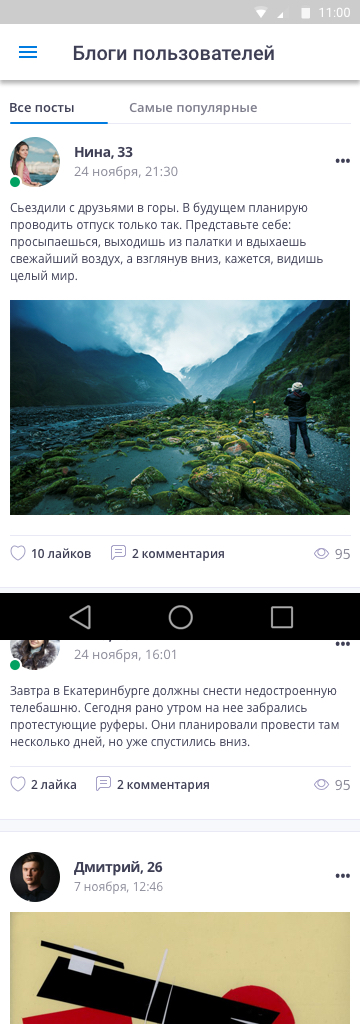 11:00
Блоги пользователей
Все посты Самые популярные
Нина, 33
24 ноября, 21:30
Сьездили с друзьями в горы. В будущем планирую
проводить отпуск только так. Представьте себе:
просыпаешься, выходишь из палатки и вдыхаешь
свежайший воздух, а взглянув вниз, кажется, видишь
целый мир.
10 лайков 2 комментария 95
24 ноября, 16:01
Завтра в Екатеринбурге должны снести недостроенную
телебашню. Сегодня рано утром на нее забрались
протестующие руферы. Они планировали провести там
несколько дней, но уже спустились вниз.
2 лайка 2 комментария 95
Дмитрий, 26
7 ноября, 12:46